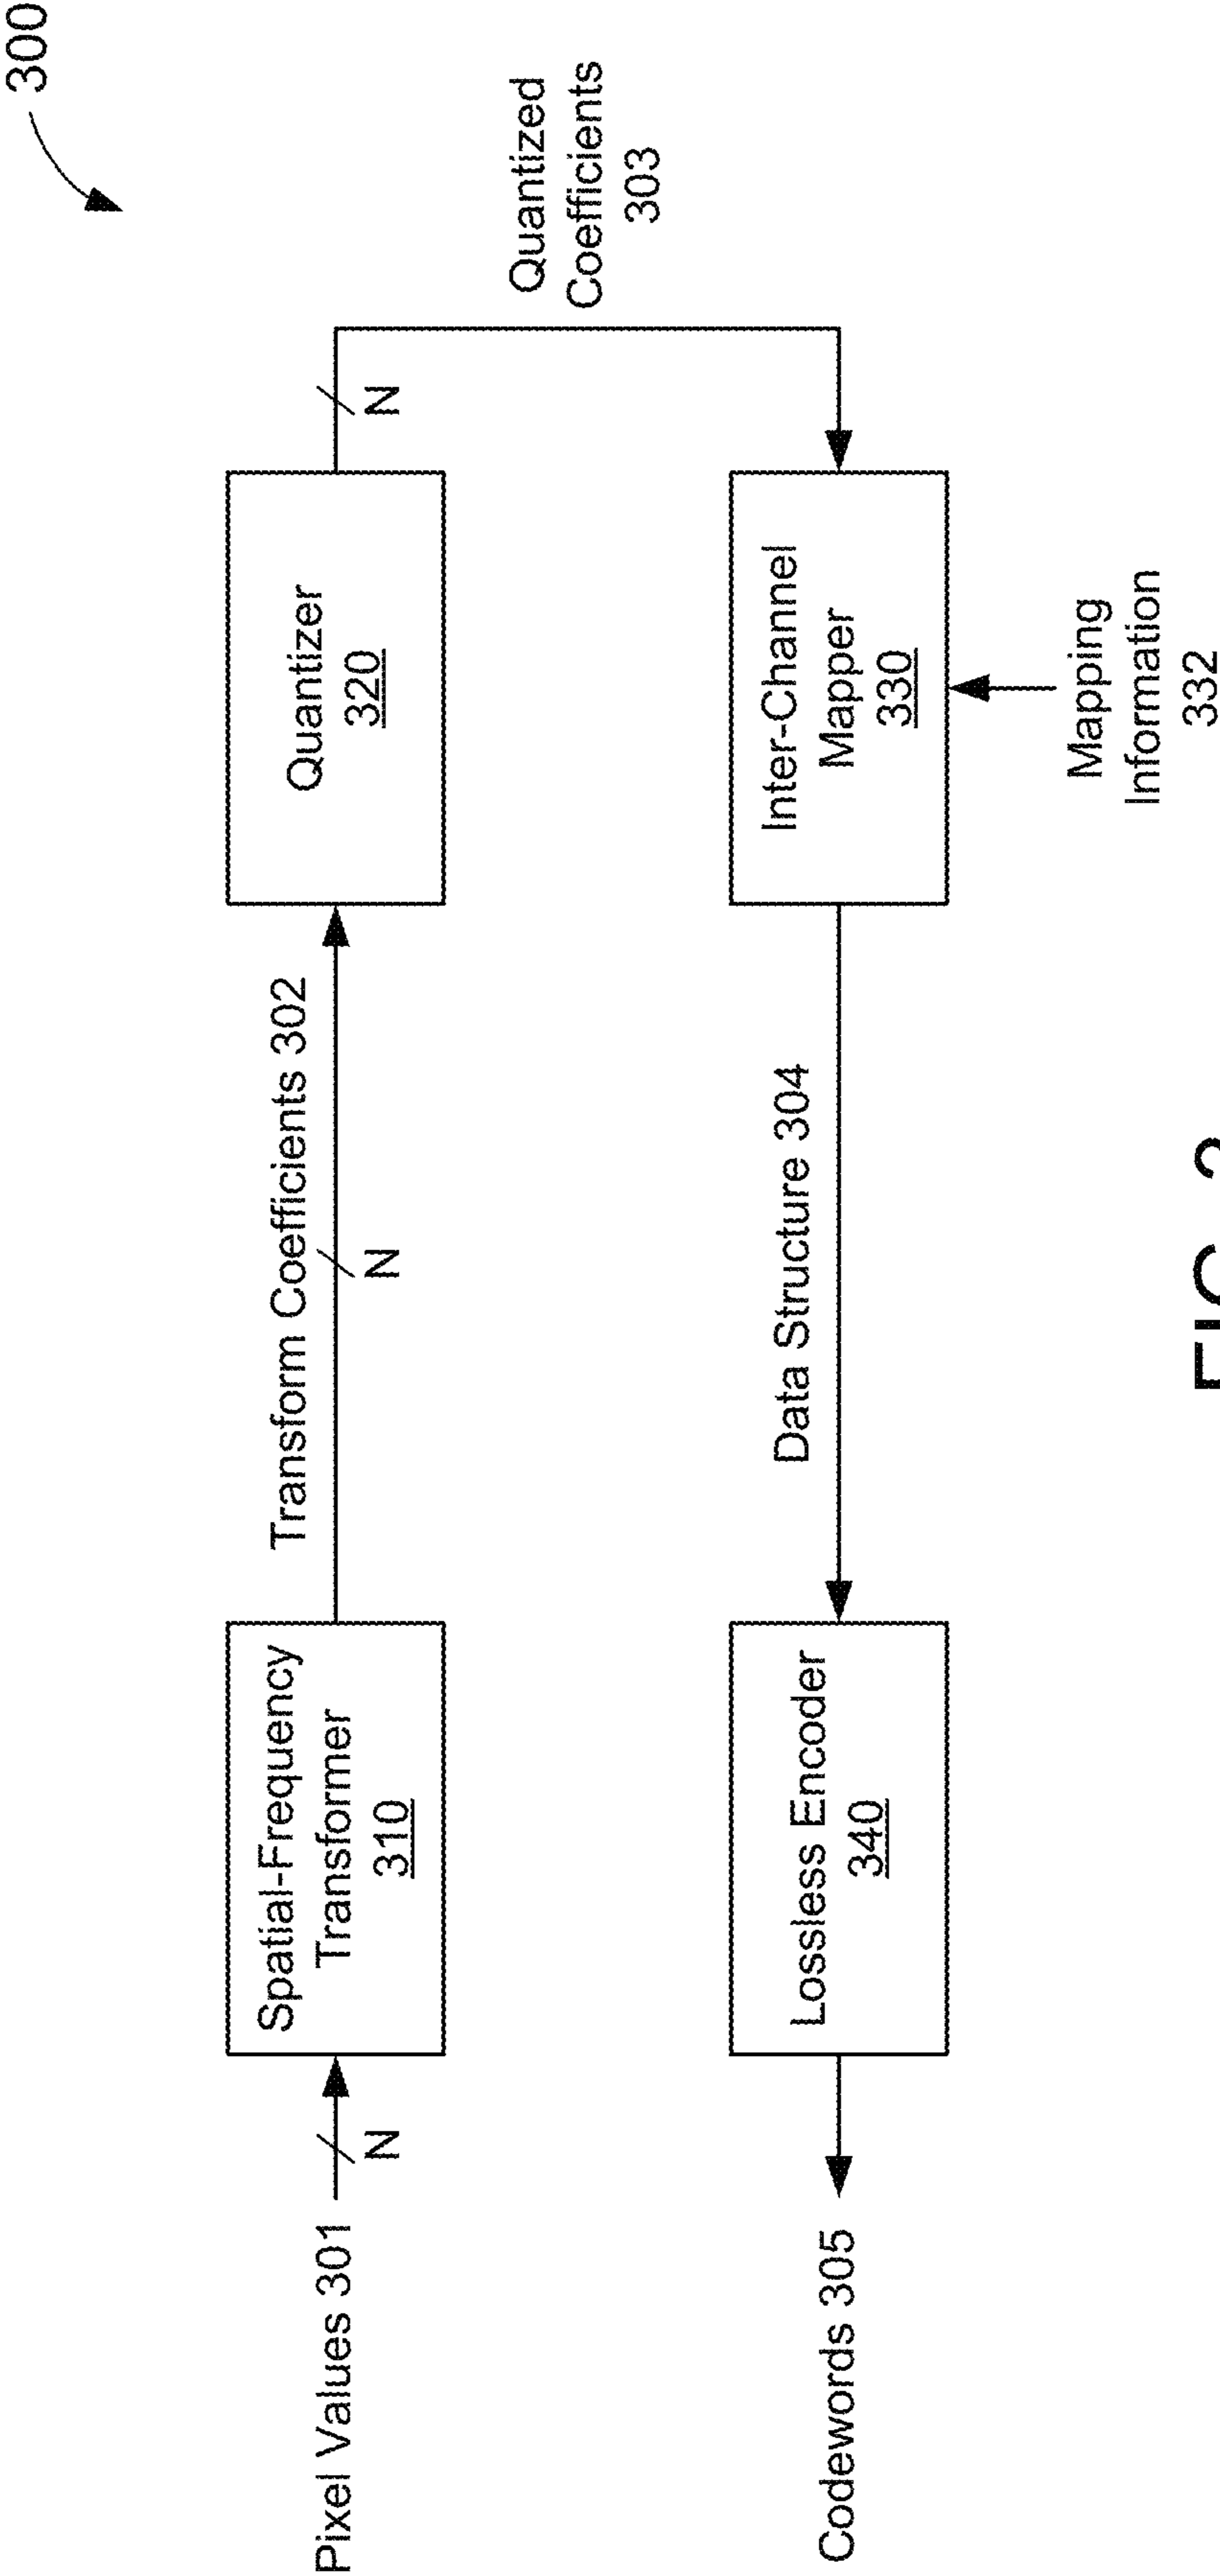 300
Pixel Values 301
N
Spatial-Frequency
Transformer
310
Transform Coefficients 302
N
Quantizer
320
N
Quantized
Coefficients
303
Codewords 305
Lossless Encoder
340
Data Structure 304
Inter-Channel
Mapper
330
Mapping
Information
332
FIG